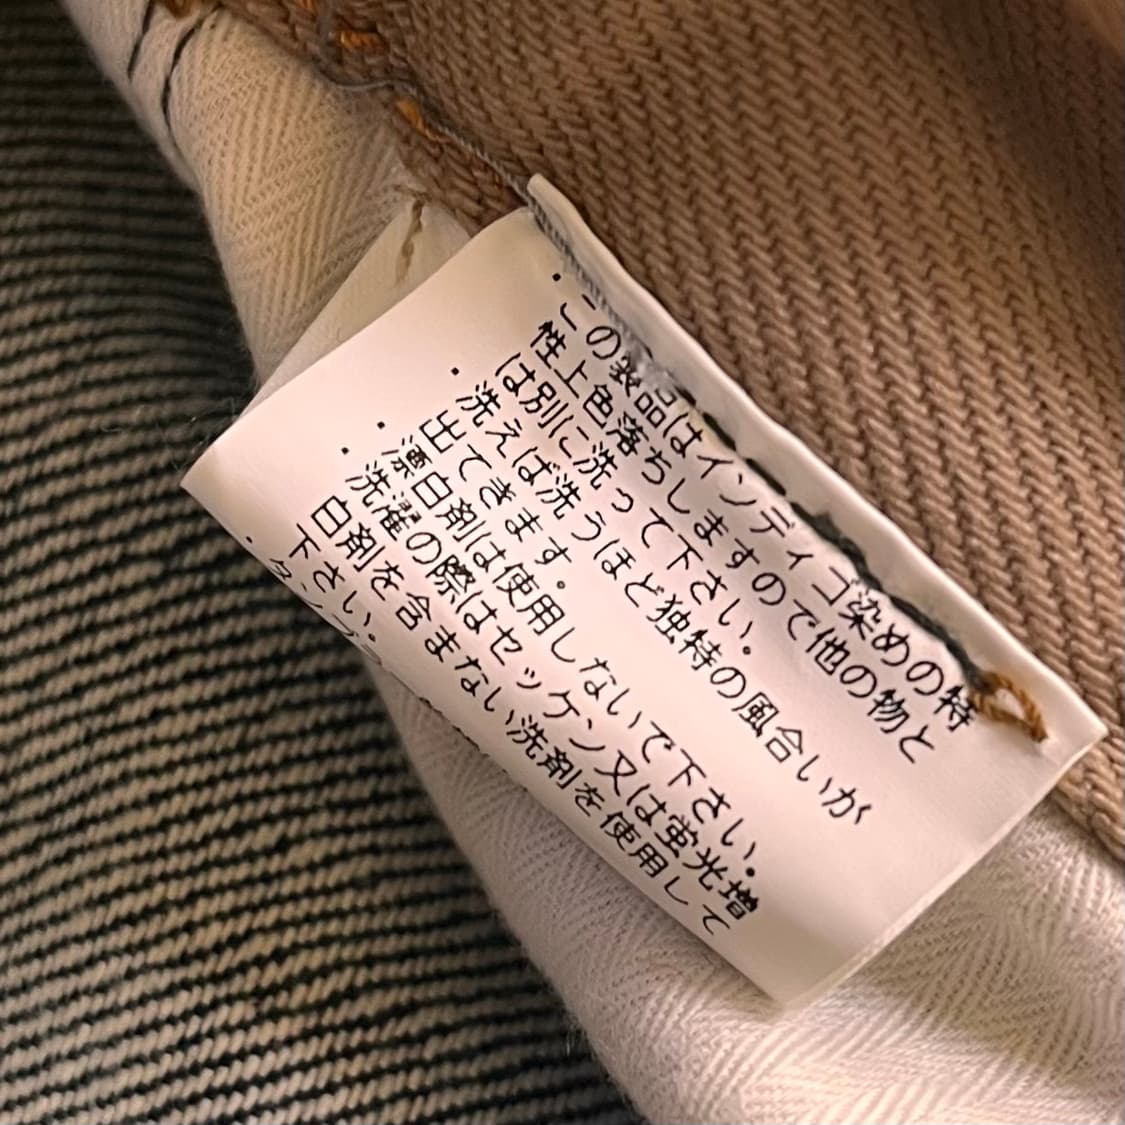 ・この製品はインディゴ染めの特
性上色落ちしますので他の物と
は別に洗って下さい。
・洗えば洗うほど独特の風合いが
出てきます。
・漂白剤は使用しないで下さい。
・洗濯の際はセッケン又は蛍光増
白剤を含まない洗剤を使用して
下さい。